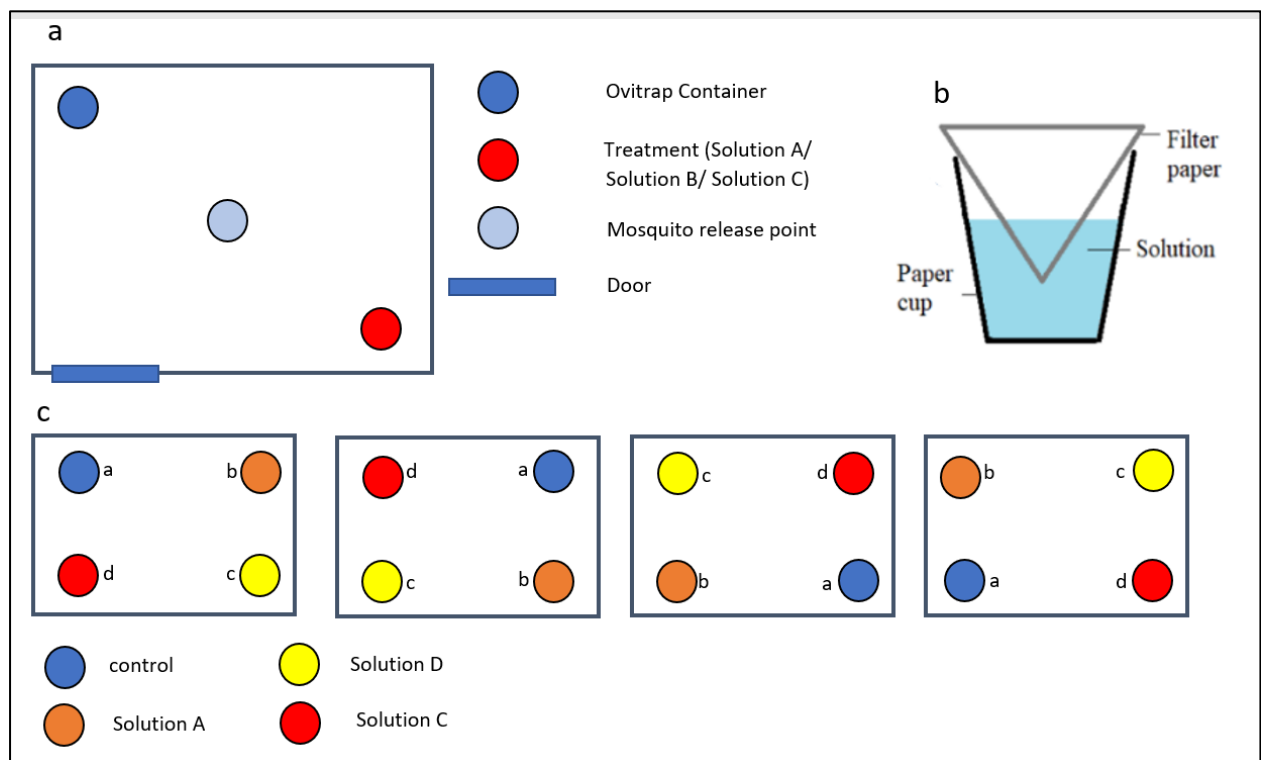 a
Ovitrap Container
Treatment (Solution A/
Solution B/ Solution C)
Mosquito release point
Door
b
Filter
paper
Solution
Paper
cup
c
a b
d c
d a
c b
c d
b a
b c
a d
control
Solution D
Solution A
Solution C